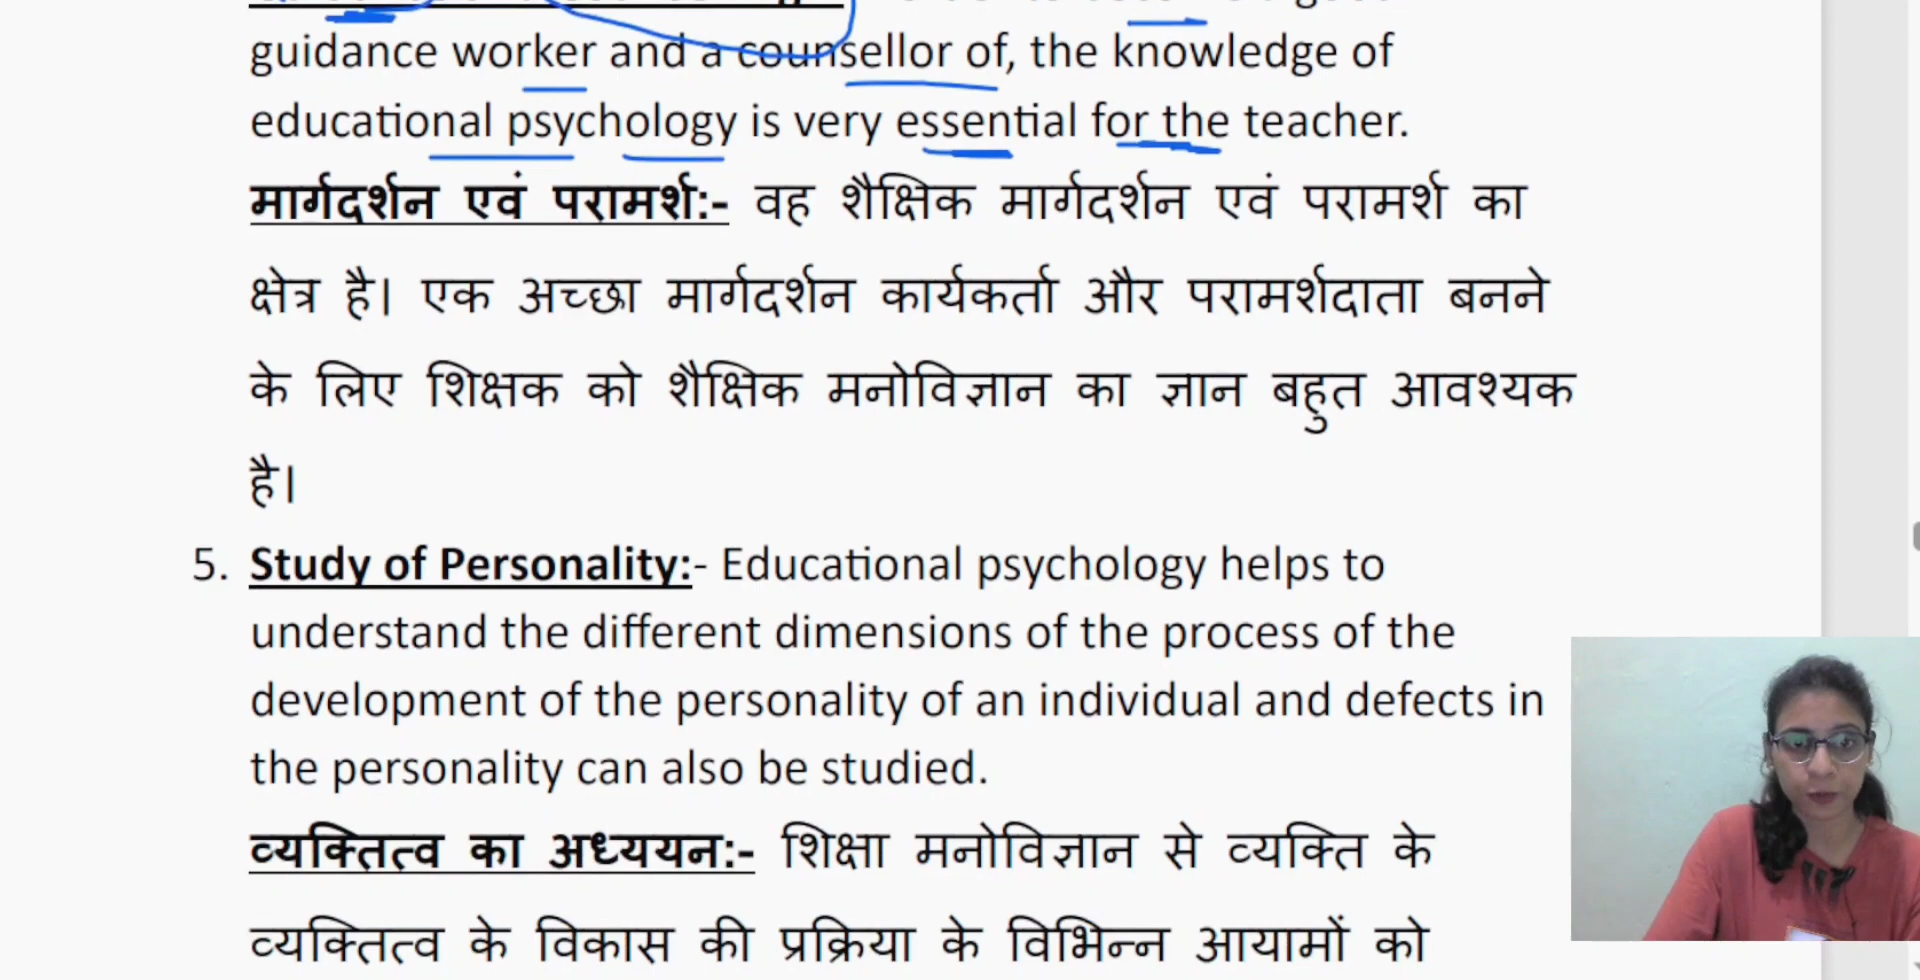 guidance worker and a counsellor of, the knowledge of
educational psychology is very essential for the teacher.
मार्गदर्शन एवं परामर्श:- वह शैक्षिक मार्गदर्शन एवं परामर्श का
क्षेत्र है। एक अच्छा मार्गदर्शन कार्यकर्ता और परामर्शदाता बनने
के लिए शिक्षक को शैक्षिक मनोविज्ञान का ज्ञान बहुत आवश्यक
है।
5. Study of Personality:- Educational psychology helps to
understand the different dimensions of the process of the
development of the personality of an individual and defects in
the personality can also be studied.
व्यक्तित्व का अध्ययन:- शिक्षा मनोविज्ञान से व्यक्ति के
व्यक्तित्व के विकास की प्रक्रिया के विभिन्न आयामों को